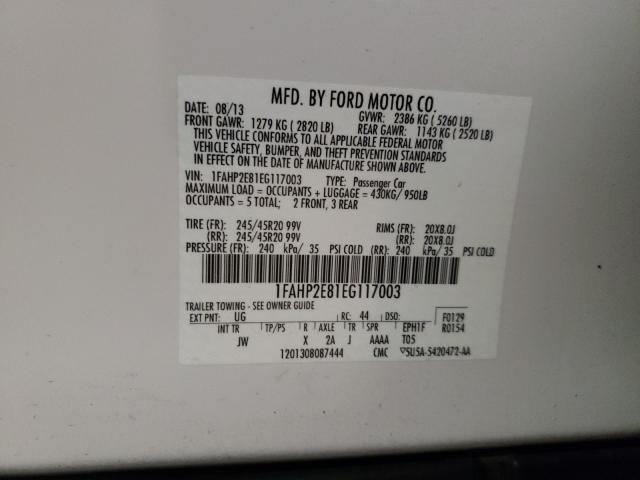 MFD. BY FORD MOTOR CO.
DATE: 08/13 GVWR: 2386 KG ( 5260 LB)
FRONT GAWR: 1279 KG ( 2820 LB) REAR GAWR: 1143 KG ( 2520 LB)
THIS VEHICLE CONFORMS TO ALL APPLICABLE FEDERAL MOTOR
VEHICLE SAFETY, BUMPER, AND THEFT PREVENTION STANDARDS
IN EFFECT ON THE DATE OF MANUFACTURE SHOWN ABOVE.
VIN: 1FAHP2E81EG117003 TYPE: Passenger Car
MAXIMUM LOAD = OCCUPANTS + LUGGAGE = 430KG/ 950LB
OCCUPANTS = 5 TOTAL; 2 FRONT, 3 REAR
TIRE (FR): 245/45R20 99V RIMS (FR): 20X8.0J
(RR): 245/45R20 99V (RR): 20X8.0J
PRESSURE (FR): 240 kPa/ 35 PSI COLD (RR): 240 kPa/ 35 PSI COLD
1FAHP2E81EG117003
TRAILER TOWING - SEE OWNER GUIDE
EXT PNT: UG RC: 44 DSO: F0129
INT TR TP/PS R AXLE TR SPR EPH1F R0154
JW X 2A J AAAA T05
1201308087444 CMC 5U5A-5420472-AA